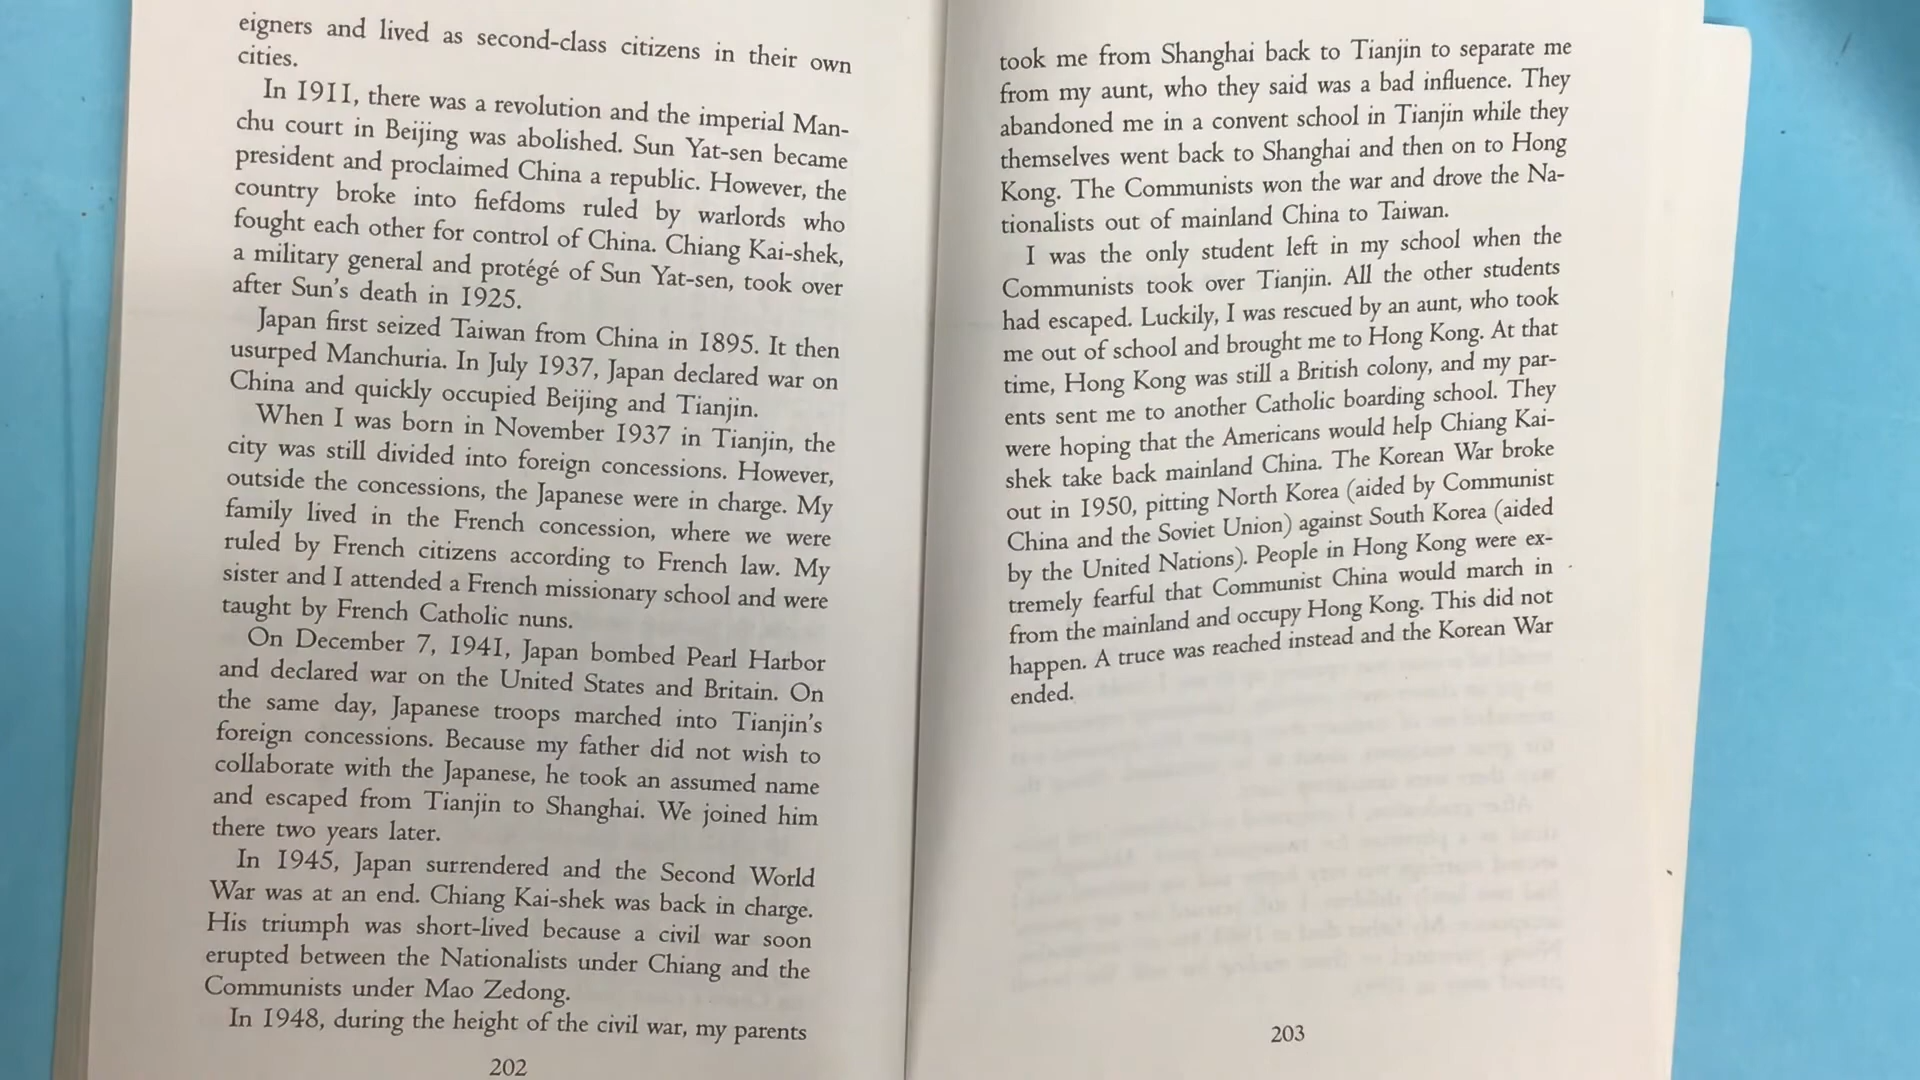 eigners and lived as second-class citizens in their own
cities.
In 1911, there was a revolution and the imperial Man-
chu court in Beijing was abolished. Sun Yat-sen became
president and proclaimed China a republic. However, the
country broke into fiefdoms ruled by warlords who
fought each other for control of China. Chiang Kai-shek,
a military general and protégé of Sun Yat-sen, took over
after Sun's death in 1925.
Japan first seized Taiwan from China in 1895. It then
usurped Manchuria. In July 1937, Japan declared war on
China and quickly occupied Beijing and Tianjin.
When I was born in November 1937 in Tianjin, the
city was still divided into foreign concessions. However,
outside the concessions, the Japanese were in charge. My
family lived in the French concession, where we were
ruled by French citizens according to French law. My
sister and I attended a French missionary school and were
taught by French Catholic nuns.
On December 7, 1941, Japan bombed Pearl Harbor
and declared war on the United States and Britain. On
the same day, Japanese troops marched into Tianjin's
foreign concessions. Because my father did not wish to
collaborate with the Japanese, he took an assumed name
and escaped from Tianjin to Shanghai. We joined him
there two years later.
In 1945, Japan surrendered and the Second World
War was at an end. Chiang Kai-shek was back in charge.
His triumph was short-lived because a civil war soon
erupted between the Nationalists under Chiang and the
Communists under Mao Zedong.
In 1948, during the height of the civil war, my parents
202
took me from Shanghai back to Tianjin to separate me
from my aunt, who they said was a bad influence. They
abandoned me in a convent school in Tianjin while they
themselves went back to Shanghai and then on to Hong
Kong. The Communists won the war and drove the Na-
tionalists out of mainland China to Taiwan.
I was the only student left in my school when the
Communists took over Tianjin. All the other students
had escaped. Luckily, I was rescued by an aunt, who took
me out of school and brought me to Hong Kong. At that
time, Hong Kong was still a British colony, and my par-
ents sent me to another Catholic boarding school. They
were hoping that the Americans would help Chiang Kai-
shek take back mainland China. The Korean War broke
out in 1950, pitting North Korea (aided by Communist
China and the Soviet Union) against South Korea (aided
by the United Nations). People in Hong Kong were ex-
tremely fearful that Communist China would march in
from the mainland and occupy Hong Kong. This did not
happen. A truce was reached instead and the Korean War
ended.
203